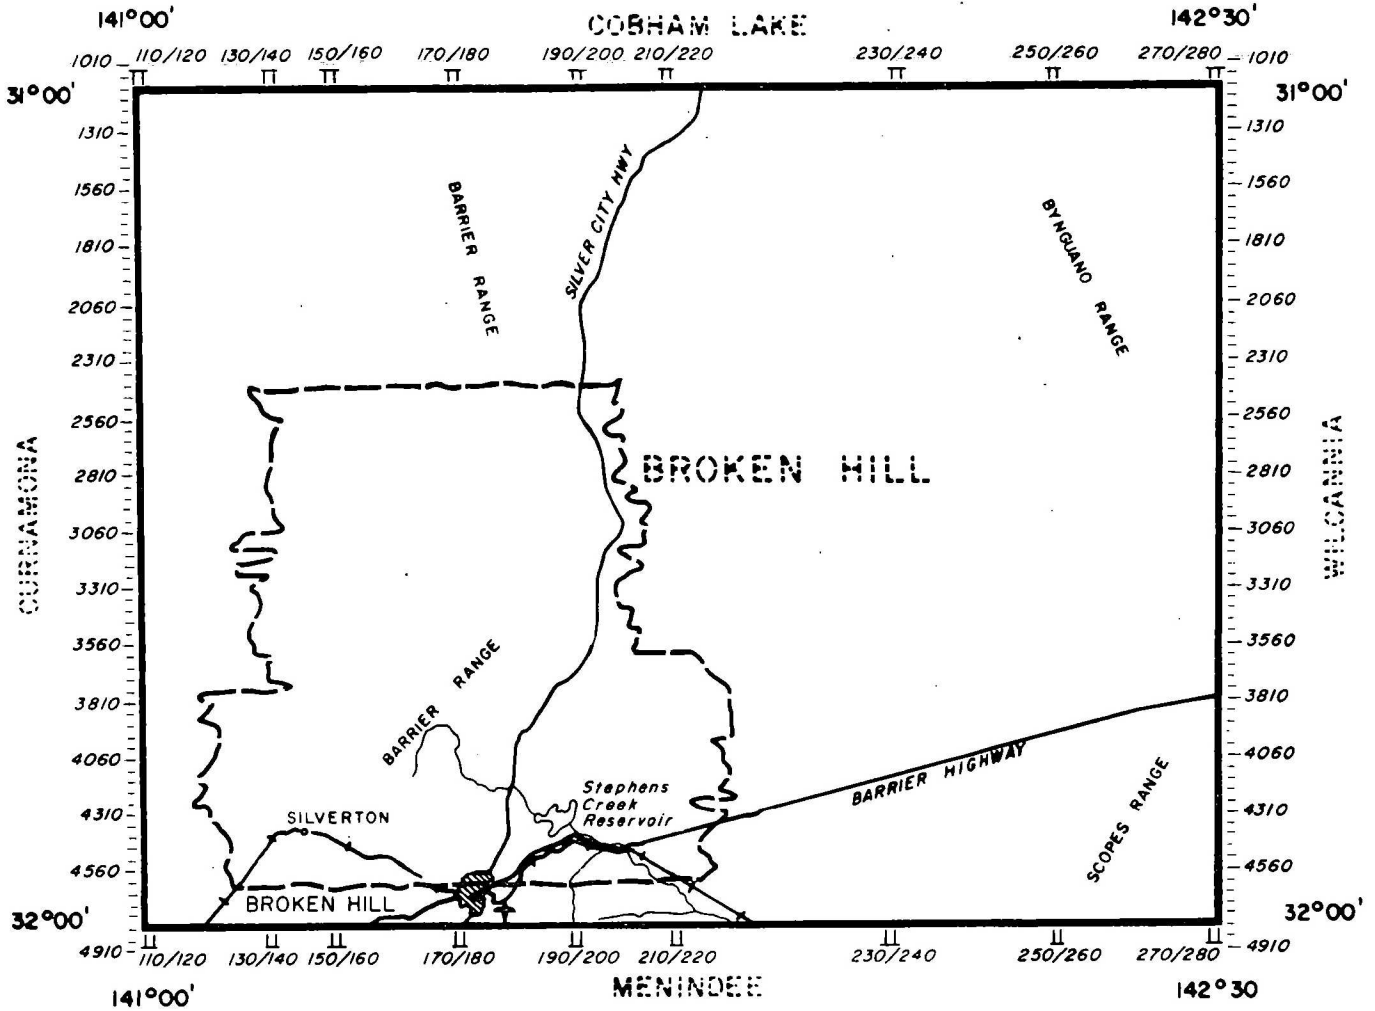 141°00'
COBHAM LAKE
142°30'
110/120 130/140 150/160 170/180 190/200 210/220 230/240 250/260 270/280
1010
1010
31°00'
31°00'
1310
1310
SILVER CITY HWY
1560
1560
BARRIER RANGE
BYNGUANO RANGE
1810
1810
2060
2060
2310
2310
2560
2560
CURNAMONA
BROKEN HILL
WILCANNIA
2810
2810
3060
3060
3310
3310
3560
3560
BARRIER RANGE
3810
3810
4060
4060
BARRIER HIGHWAY
SCOPES RANGE
Stephens
Creek
Reservoir
4310
4310
SILVERTON
4560
4560
BROKEN HILL
32°00'
32°00'
4910
4910
110/120 130/140 150/160 170/180 190/200 210/220 230/240 250/260 270/280
141°00'
MENINDEE
142°30